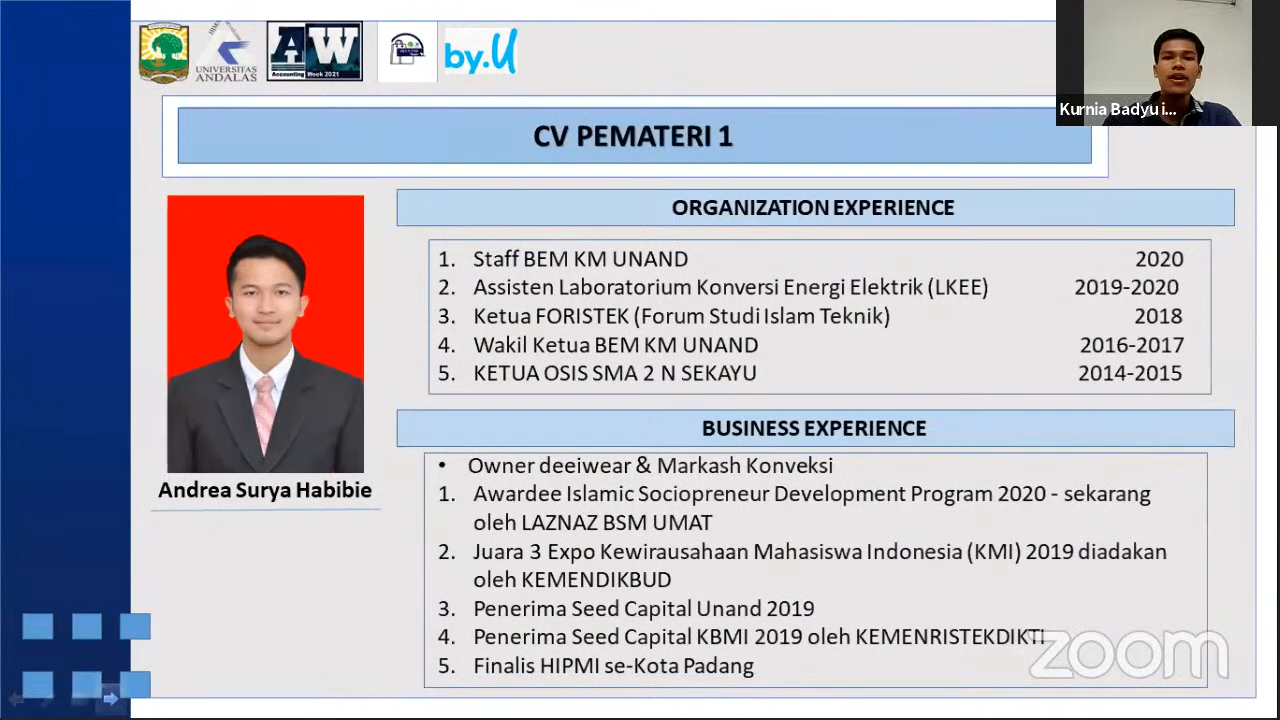 UNIVERSITAS
ANDALAS
AW
Accounting Week 2021
by.U
Kurnia Badyu i...
CV PEMATERI 1
Andrea Surya Habibie
ORGANIZATION EXPERIENCE
1. Staff BEM KM UNAND 2020
2. Assisten Laboratorium Konversi Energi Elektrik (LKEE) 2019-2020
3. Ketua FORISTEK (Forum Studi Islam Teknik) 2018
4. Wakil Ketua BEM KM UNAND 2016-2017
5. KETUA OSIS SMA 2 N SEKAYU 2014-2015
BUSINESS EXPERIENCE
• Owner deeiwear & Markash Konveksi
1. Awardee Islamic Sociopreneur Development Program 2020 - sekarang
oleh LAZNAZ BSM UMAT
2. Juara 3 Expo Kewirausahaan Mahasiswa Indonesia (KMI) 2019 diadakan
oleh KEMENDIKBUD
3. Penerima Seed Capital Unand 2019
4. Penerima Seed Capital KBMI 2019 oleh KEMENRISTEKDIKTI
5. Finalis HIPMI se-Kota Padang
zoom